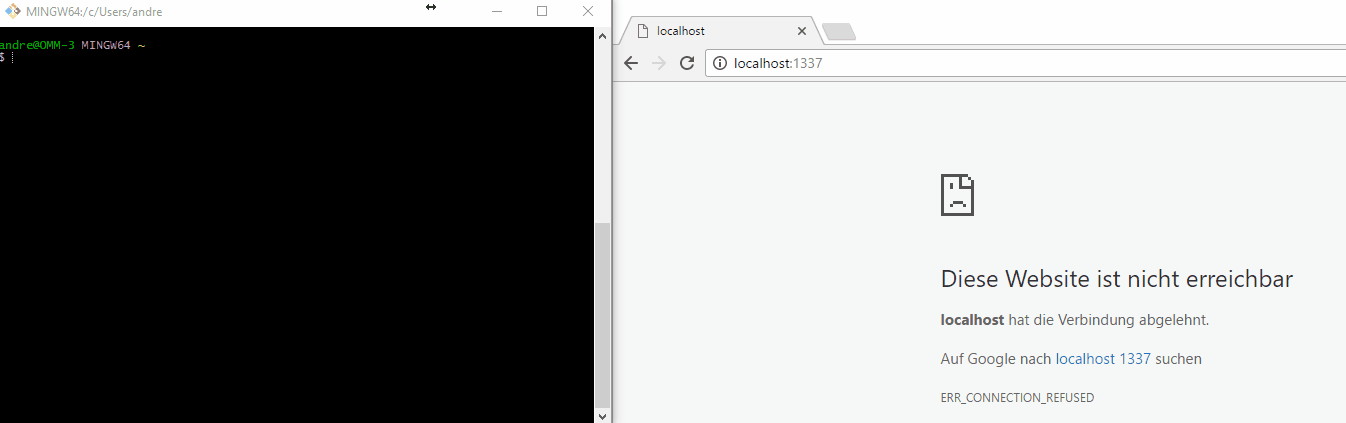 MINGW64:/c/Users/andre
andre@OMM-3 MINGW64 ~
$
localhost
localhost:1337
Diese Website ist nicht erreichbar
localhost hat die Verbindung abgelehnt.
Auf Google nach localhost 1337 suchen
ERR_CONNECTION_REFUSED